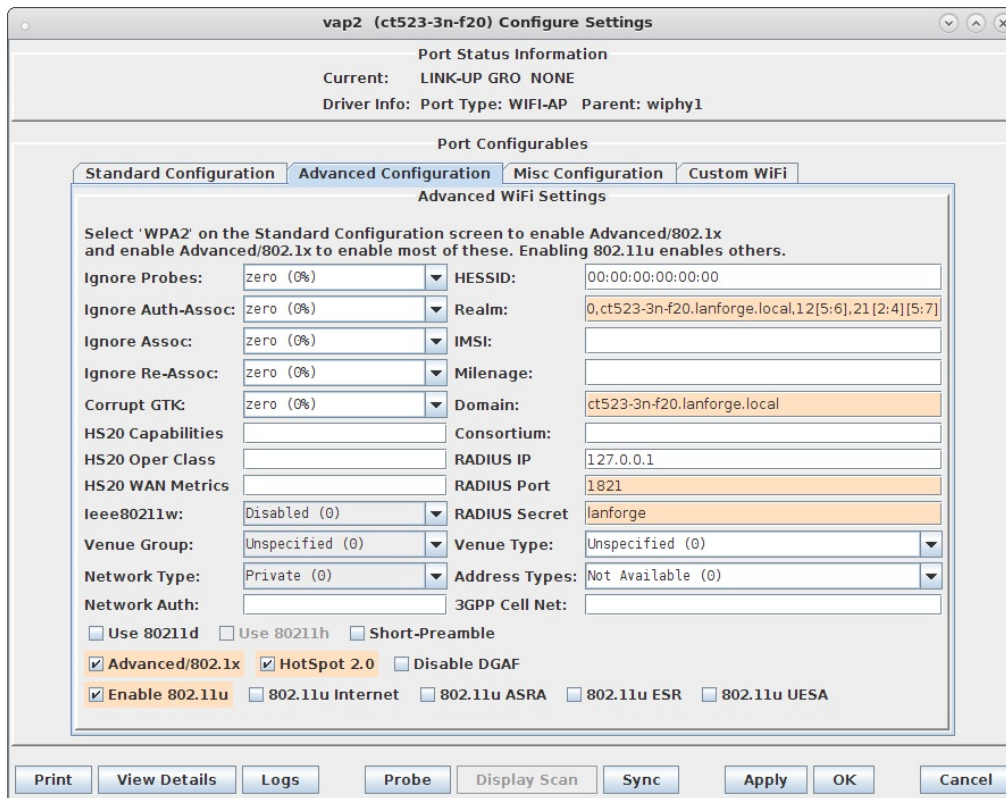 vap2 (ct523-3n-f20) Configure Settings
Port Status Information
Current: LINK-UP GRO NONE
Driver Info: Port Type: WIFI-AP Parent: wiphy1
Port Configurables
Standard Configuration Advanced Configuration Misc Configuration Custom WiFi
Advanced WiFi Settings
Select 'WPA2' on the Standard Configuration screen to enable Advanced/802.1x
and enable Advanced/802.1x to enable most of these. Enabling 802.11u enables others.
Ignore Probes: zero (0%) HESSID: 00:00:00:00:00:00
Ignore Auth-Assoc: zero (0%) Realm: 0,ct523-3n-f20.lanforge.local,12[5:6],21[2:4][5:7]
Ignore Assoc: zero (0%) IMSI:
Ignore Re-Assoc: zero (0%) Milenage:
Corrupt GTK: zero (0%) Domain: ct523-3n-f20.lanforge.local
HS20 Capabilities Consortium:
HS20 Oper Class RADIUS IP 127.0.0.1
HS20 WAN Metrics RADIUS Port 1821
Ieee80211w: Disabled (0) RADIUS Secret lanforge
Venue Group: Unspecified (0) Venue Type: Unspecified (0)
Network Type: Private (0) Address Types: Not Available (0)
Network Auth: 3GPP Cell Net:
Use 80211d Use 80211h Short-Preamble
Advanced/802.1x HotSpot 2.0 Disable DGAF
Enable 802.11u 802.11u Internet 802.11u ASRA 802.11u ESR 802.11u UESA
Print View Details Logs Probe Display Scan Sync Apply OK Cancel